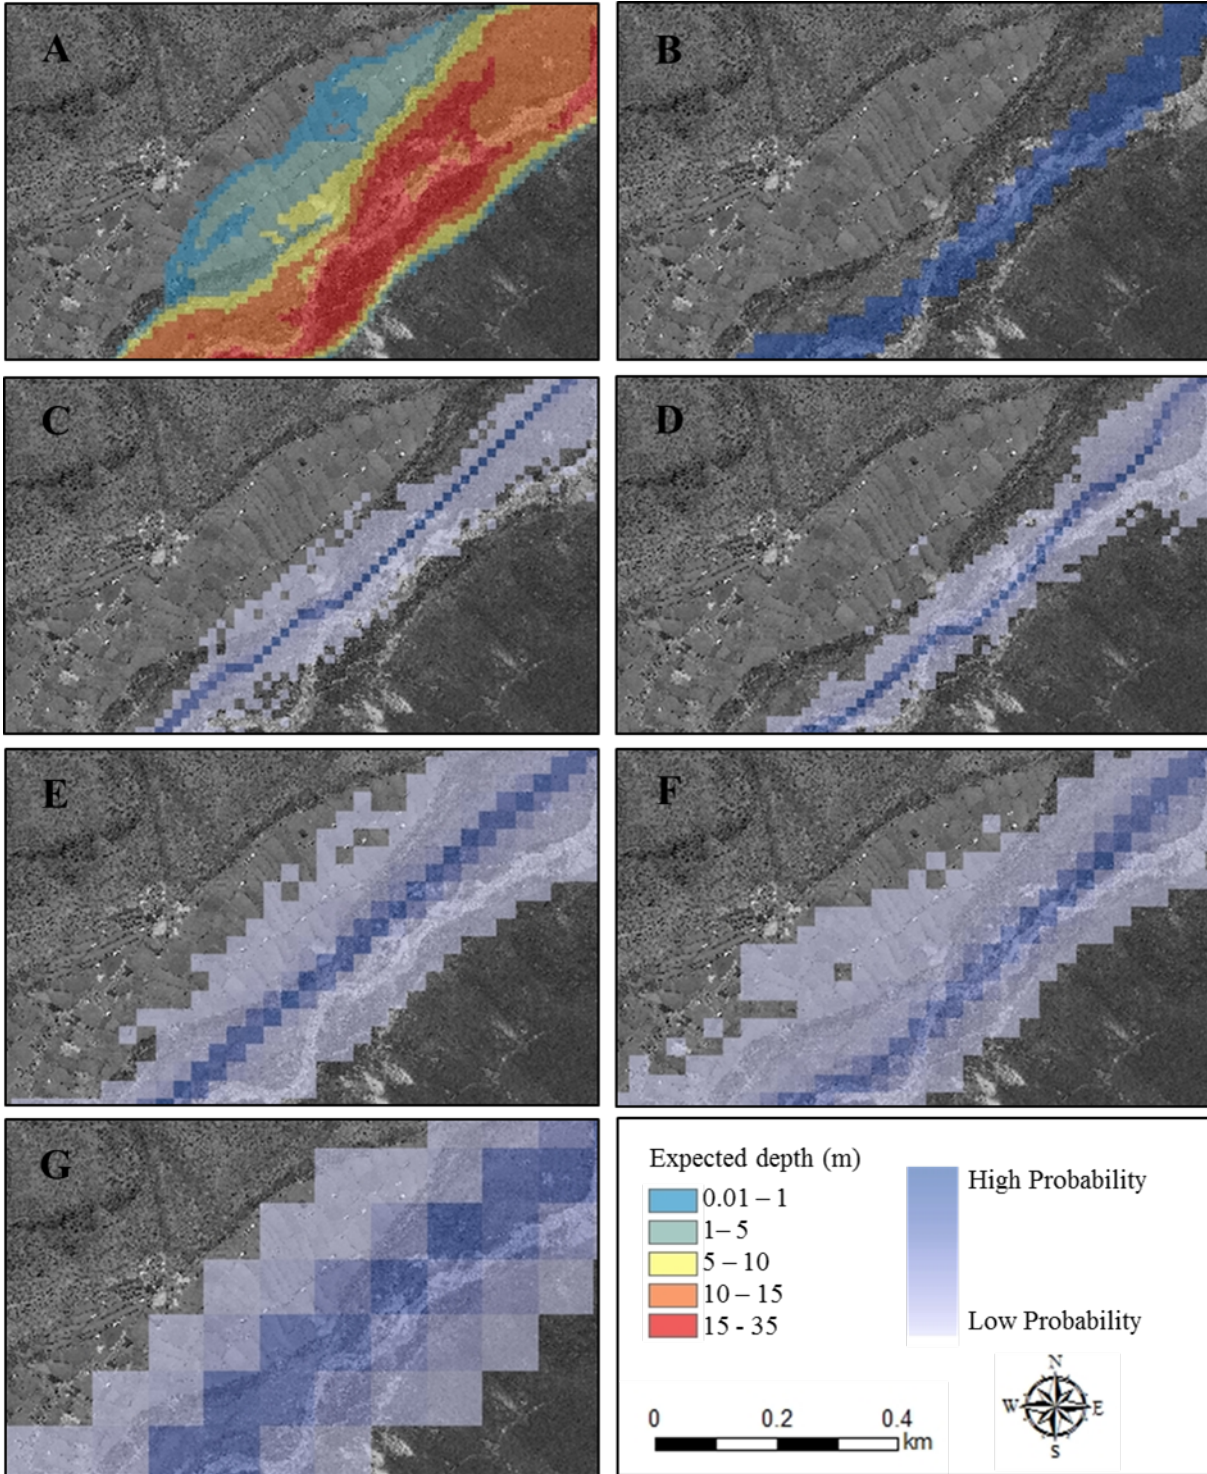 A
B
C
D
E
F
G
Expected depth (m)
0.01 – 1
1– 5
5 – 10
10 – 15
15 - 35
High Probability
Low Probability
0 0.2 0.4
km
N
W E
S